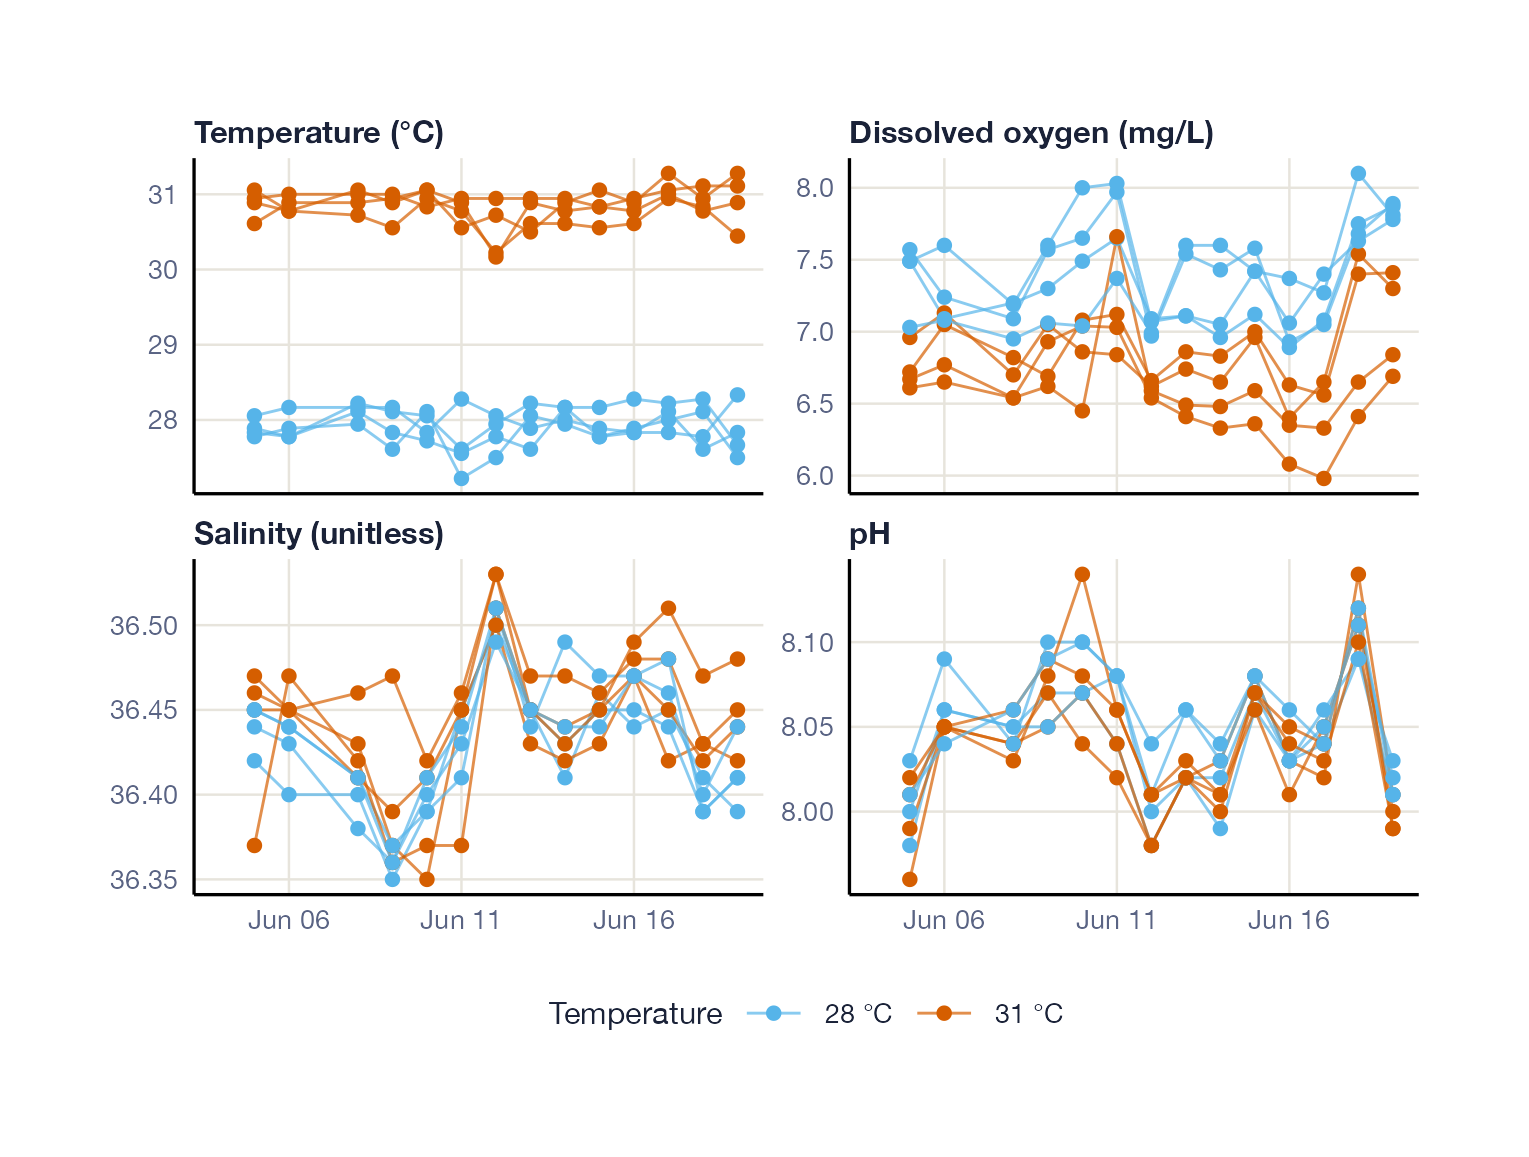 Temperature (°C)
31
30
29
28
Dissolved oxygen (mg/L)
8.0
7.5
7.0
6.5
6.0
Salinity (unitless)
36.50
36.45
36.40
36.35
Jun 06 Jun 11 Jun 16
pH
8.10
8.05
8.00
Jun 06 Jun 11 Jun 16
Temperature 28 °C 31 °C